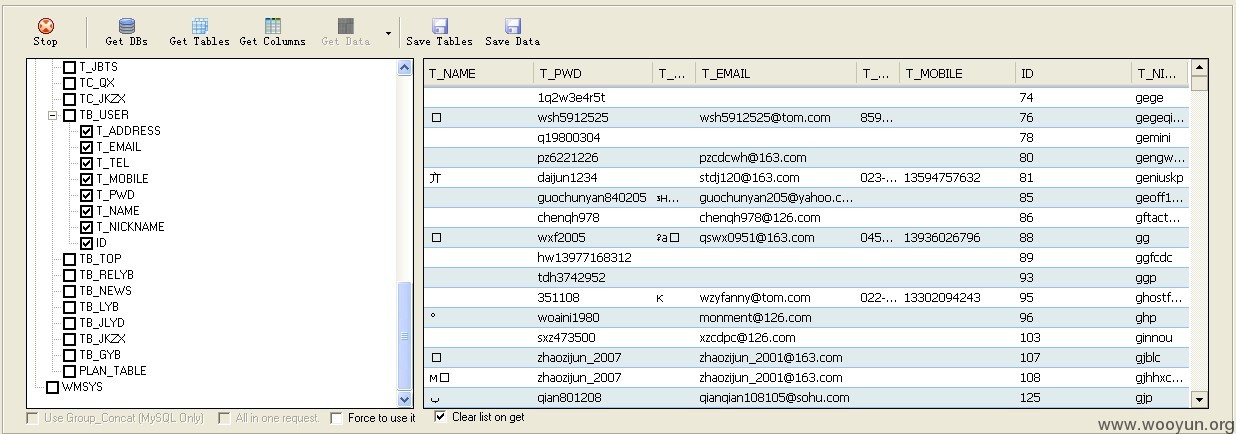 Stop Get DBs Get Tables Get Columns Get Data Save Tables Save Data
T_JBTS
TC_QX
TC_JKZX
TB_USER
T_ADDRESS
T_EMAIL
T_TEL
T_MOBILE
T_PWD
T_NAME
T_NICKNAME
ID
TB_TOP
TB_RELYB
TB_NEWS
TB_LYB
TB_JLYD
TB_JKZX
TB_GYB
PLAN_TABLE
WMSYS
T_NAME T_PWD T_... T_EMAIL T_... T_MOBILE ID T_NI...
1q2w3e4r5t 74 gege
wsh5912525 wsh5912525@tom.com 859... 76 gegeqi...
q19800304 78 gemini
pz6221226 pzcdcwh@163.com 80 gengw...
daijun1234 stdj120@163.com 023-... 13594757632 81 geniuskp
guochunyan840205 guochunyan205@yahoo.c... 85 geoff1...
chenqh978 chenqh978@126.com 86 gftact...
wxf2005 qswx0951@163.com 045... 13936026796 88 gg
hw13977168312 89 ggfcdc
tdh3742952 93 ggp
351108 K wzyfanny@tom.com 022-... 13302094243 95 ghostf...
woaini1980 monment@126.com 96 ghp
sxz473500 xzcdpc@126.com 103 ginnou
zhaozijun_2007 zhaozijun_2001@163.com 107 gjblc
M zhaozijun_2007 zhaozijun_2001@163.com 108 gjhhxc...
qian801208 qianqian108105@sohu.com 125 gjp
Use Group_Concat (MySQL Only) All in one request. Force to use it Clear list on get
www.wooyun.org